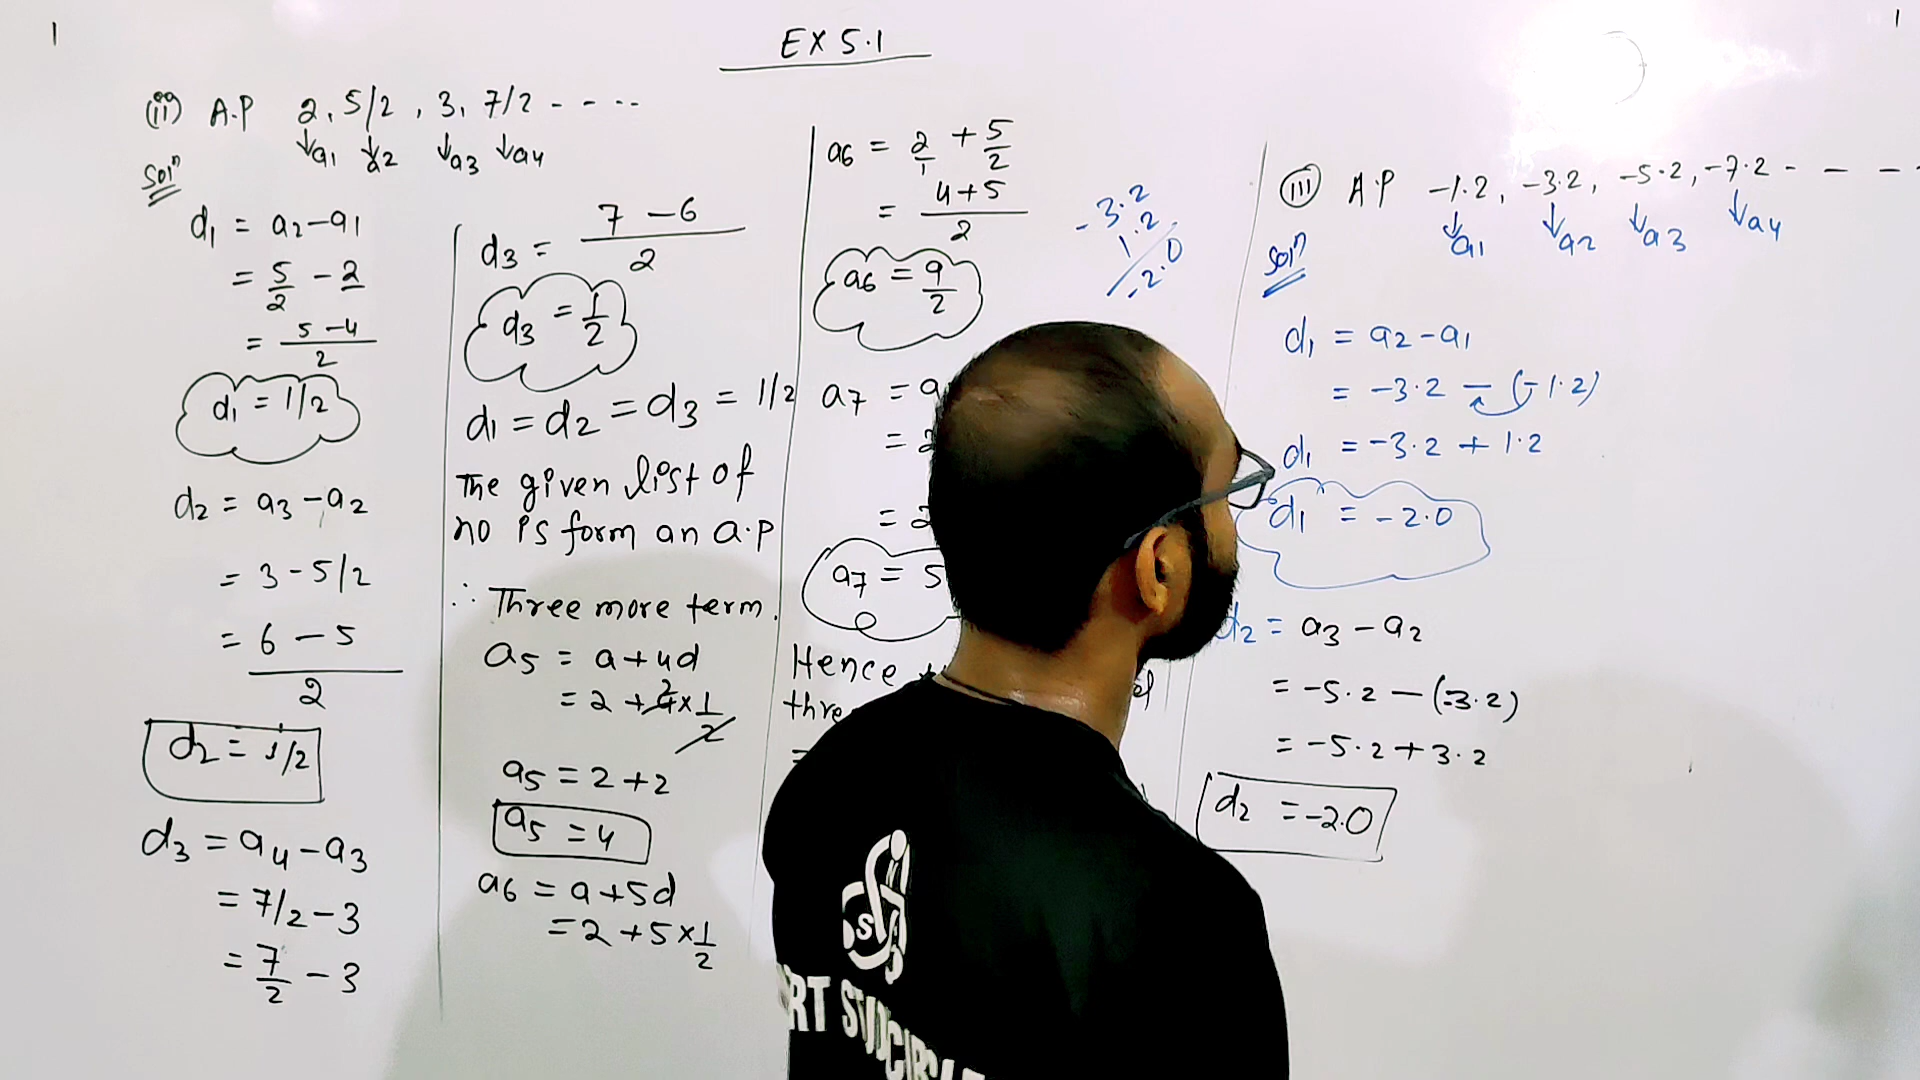 EX 5.1
(ii) A.P 2, 5/2, 3, 7/2 - - - - -
↓a1 ↓a2 ↓a3 ↓a4
Solⁿ
d1 = a2-a1
= 5/2 - 2
= 5-4/2
d1 = 1/2
d2 = a3-a2
= 3-5/2
= 6-5/2
d2 = 1/2
d3 = a4-a3
= 7/2-3
= 7/2 - 3
d3 = 7-6/2
d3 = 1/2
d1 = d2 = d3 = 1/2
The given list of
no is form an a.p
∴ Three more term.
a5 = a+4d
= 2+4×1/2
a5 = 2+2
a5 = 4
a6 = a+5d
= 2+5×1/2
a6 = 2/1 + 5/2
= 4+5/2
a6 = 9/2
a7 =
=
= 2
a7 = 5
Hence
-3.2
1.2
-2.0
(iii) A.P -1.2, -3.2, -5.2, -7.2 - - - -
↓a1 ↓a2 ↓a3 ↓a4
Solⁿ
d1 = a2-a1
= -3.2 - (-1.2)
d1 = -3.2 + 1.2
d1 = -2.0
d2 = a3-a2
= -5.2-(-3.2)
= -5.2+3.2
d2 = -2.0